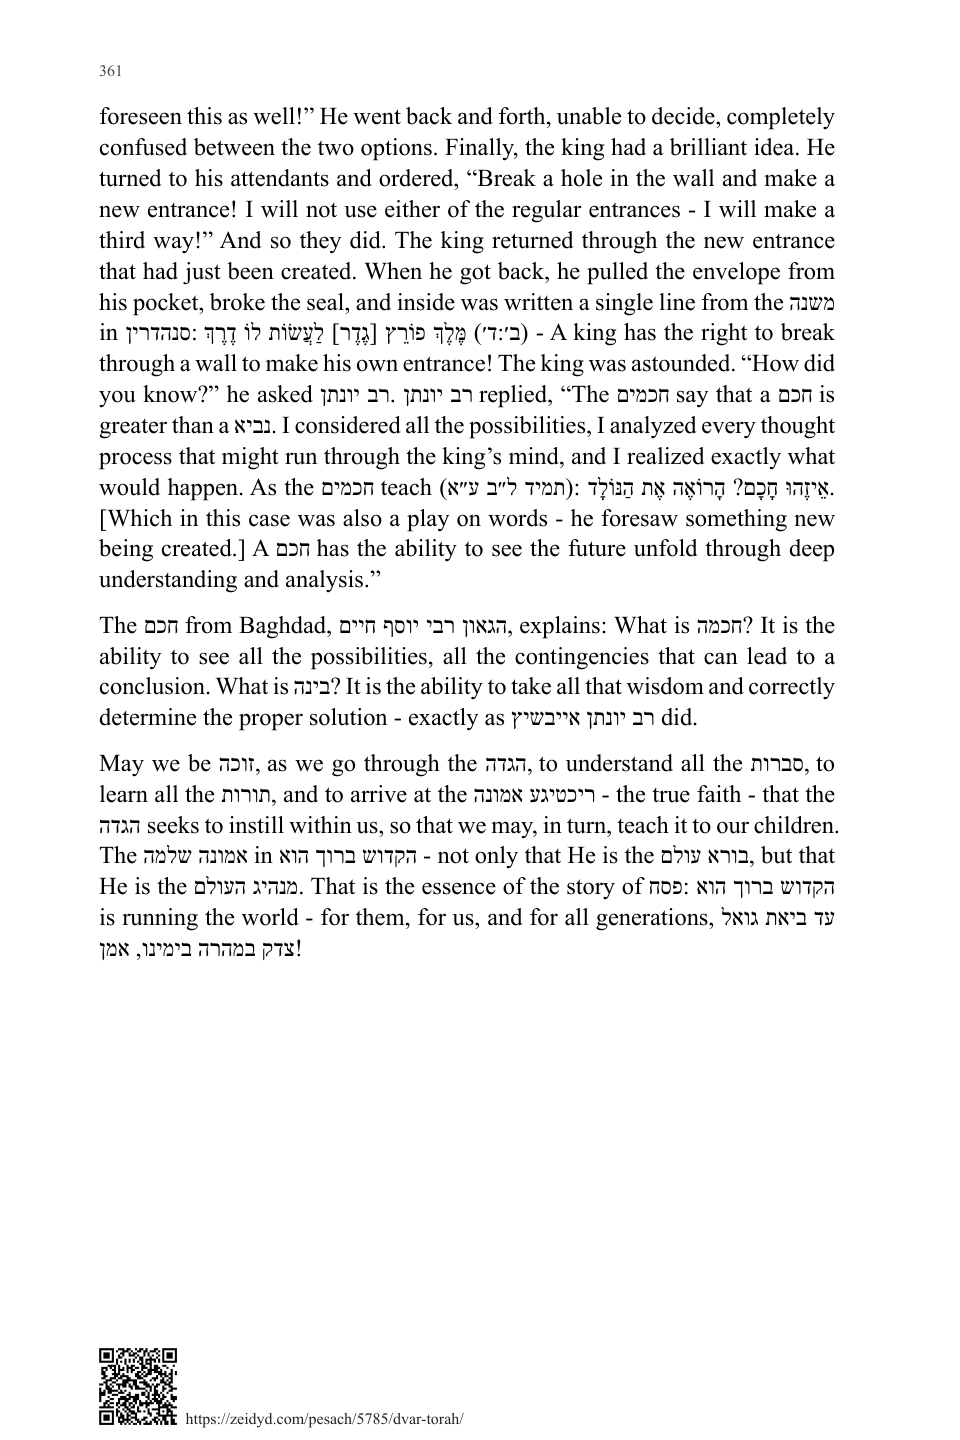 361
foreseen this as well!” He went back and forth, unable to decide, completely
confused between the two options. Finally, the king had a brilliant idea. He
turned to his attendants and ordered, “Break a hole in the wall and make a
new entrance! I will not use either of the regular entrances - I will make a
third way!” And so they did. The king returned through the new entrance
that had just been created. When he got back, he pulled the envelope from
his pocket, broke the seal, and inside was written a single line from the משנה
in סנהדרין: (ב׳:ד׳) מֶּלֶךְ פּוֹרֵץ [גָּדֵר] לַעֲשׂוֹת לוֹ דֶרֶךְ - A king has the right to break
through a wall to make his own entrance! The king was astounded. “How did
you know?” he asked רב יונתן. רב יונתן replied, “The חכמים say that a חכם is
greater than a נביא. I considered all the possibilities, I analyzed every thought
process that might run through the king’s mind, and I realized exactly what
would happen. As the חכמים teach (תמיד ל״ב ע״א): אֵיזֶהוּ חָכָם? הָרוֹאֶה אֶת הַנּוֹלָד.
[Which in this case was also a play on words - he foresaw something new
being created.] A חכם has the ability to see the future unfold through deep
understanding and analysis.”
The חכם from Baghdad, הגאון רבי יוסף חיים, explains: What is חכמה? It is the
ability to see all the possibilities, all the contingencies that can lead to a
conclusion. What is בינה? It is the ability to take all that wisdom and correctly
determine the proper solution - exactly as רב יונתן אייבשיץ did.
May we be זוכה, as we go through the הגדה, to understand all the סברות, to
learn all the תורות, and to arrive at the ריכטיגע אמונה - the true faith - that the
הגדה seeks to instill within us, so that we may, in turn, teach it to our children.
The אמונה שלמה in הקדוש ברוך הוא - not only that He is the בורא עולם, but that
He is the מנהיג העולם. That is the essence of the story of פסח: הקדוש ברוך הוא
is running the world - for them, for us, and for all generations, עד ביאת גואל
צדק במהרה בימינו, אמן!
https://zeidyd.com/pesach/5785/dvar-torah/